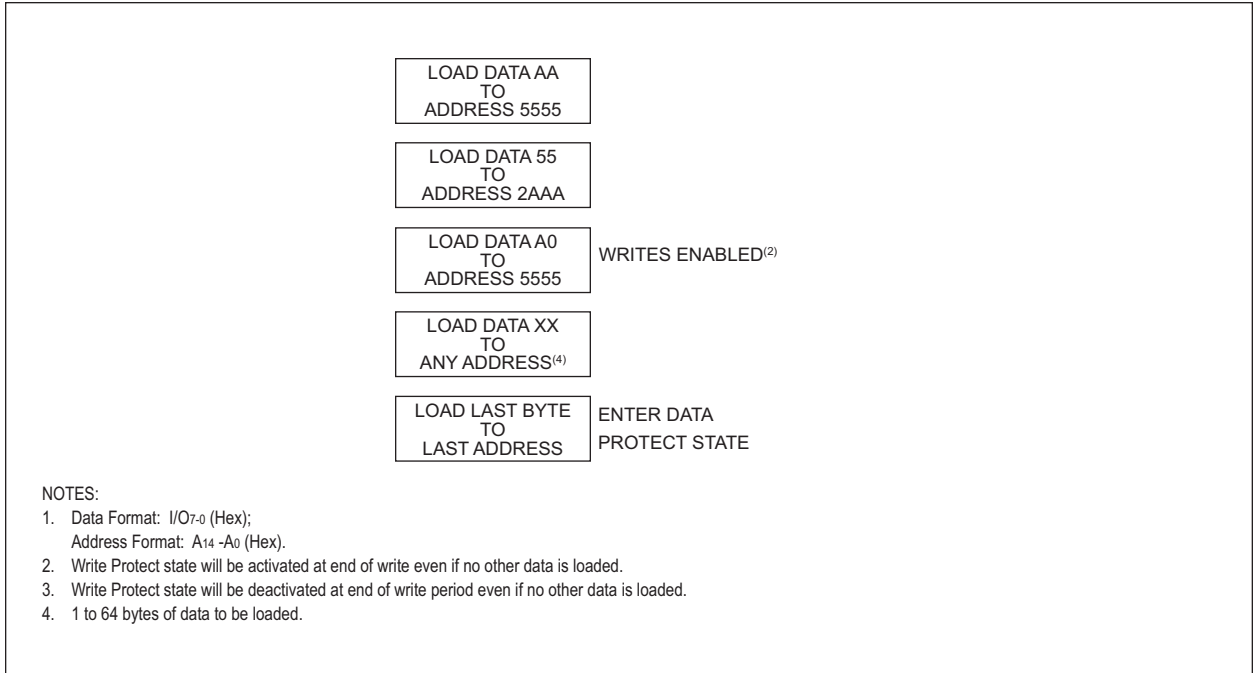 LOAD DATA AA
TO
ADDRESS 5555
LOAD DATA 55
TO
ADDRESS 2AAA
LOAD DATA A0
TO
ADDRESS 5555
WRITES ENABLED(2)
LOAD DATA XX
TO
ANY ADDRESS(4)
LOAD LAST BYTE
TO
LAST ADDRESS
ENTER DATA
PROTECT STATE
NOTES:
1. Data Format: I/O7-0 (Hex);
Address Format: A14 -A0 (Hex).
2. Write Protect state will be activated at end of write even if no other data is loaded.
3. Write Protect state will be deactivated at end of write period even if no other data is loaded.
4. 1 to 64 bytes of data to be loaded.